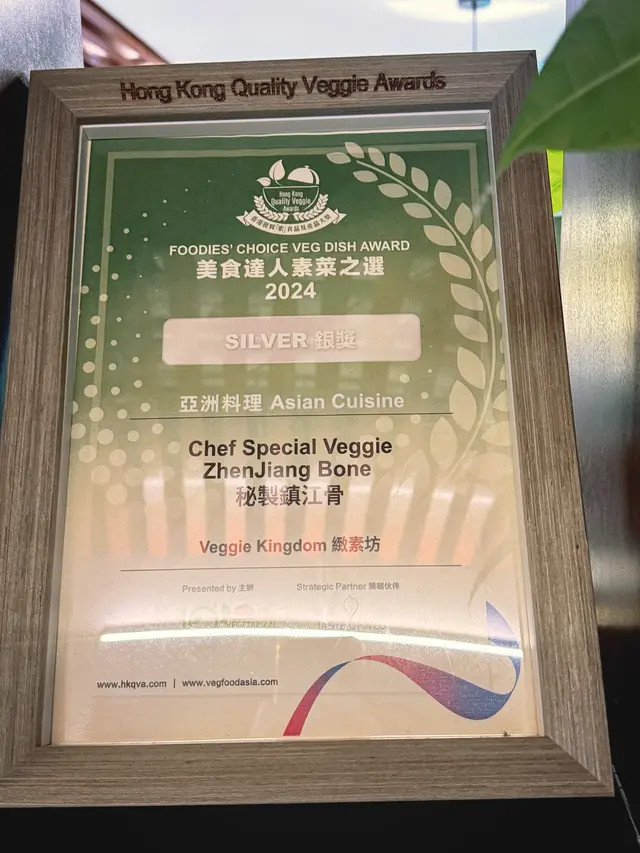 Hong Kong Quality Veggie Awards
Hong Kong
Quality Veggie
Awards
FOODIES' CHOICE VEG DISH AWARD
美食達人素菜之選
2024
SILVER 銀獎
亞洲料理 Asian Cuisine
Chef Special Veggie
ZhenJiang Bone
秘製鎮江骨
Veggie Kingdom 緻素坊
Presented by 主辦 Strategic Partner 策略伙伴
www.hkqva.com | www.vegfoodasia.com